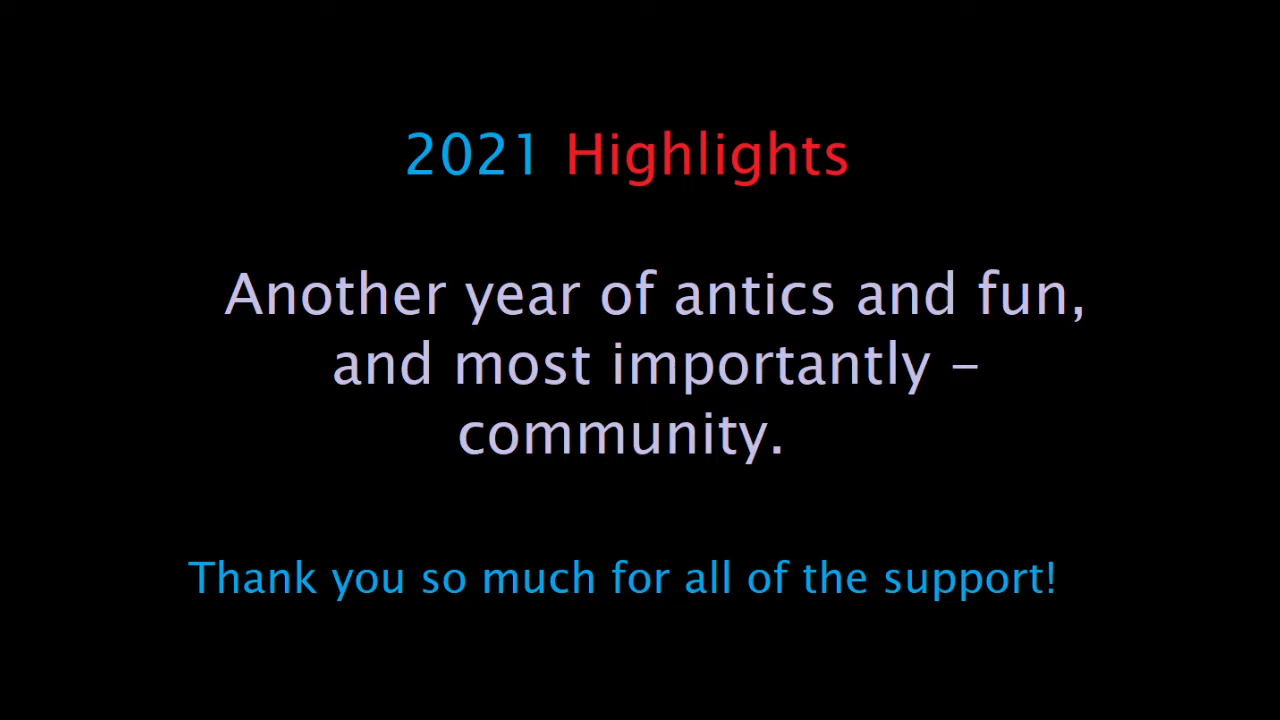 2021 Highlights
Another year of antics and fun,
and most importantly –
community.
Thank you so much for all of the support!